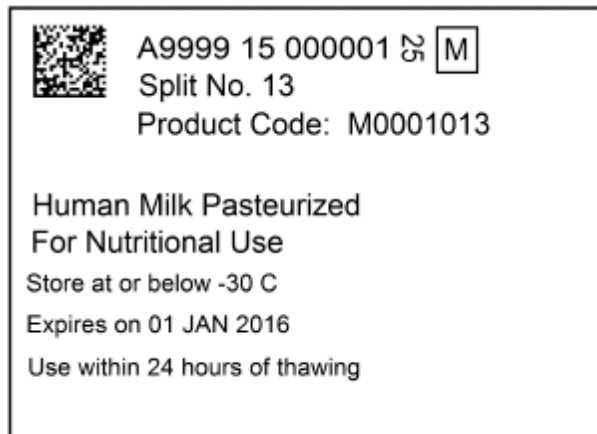 A9999 15 000001 25 M
Split No. 13
Product Code: M0001013
Human Milk Pasteurized
For Nutritional Use
Store at or below -30 C
Expires on 01 JAN 2016
Use within 24 hours of thawing